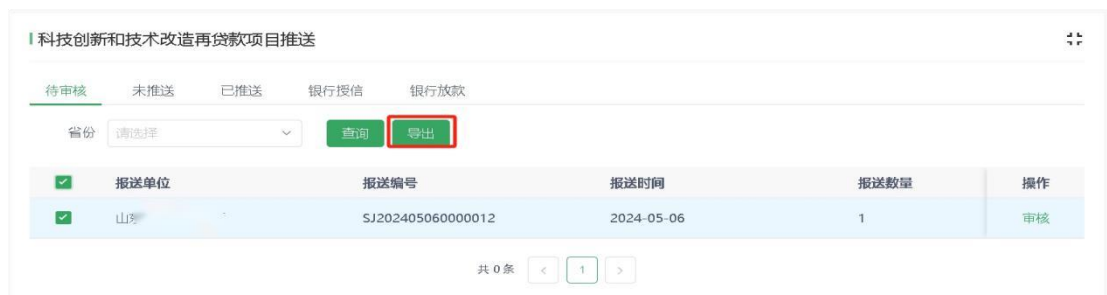 科技创新和技术改造再贷款项目推送
待审核 未推送 已推送 银行授信 银行放款
省份 请选择 查询 导出
报送单位 报送编号 报送时间 报送数量 操作
山东 SJ202405060000012 2024-05-06 1 审核
共 0 条 < 1 >